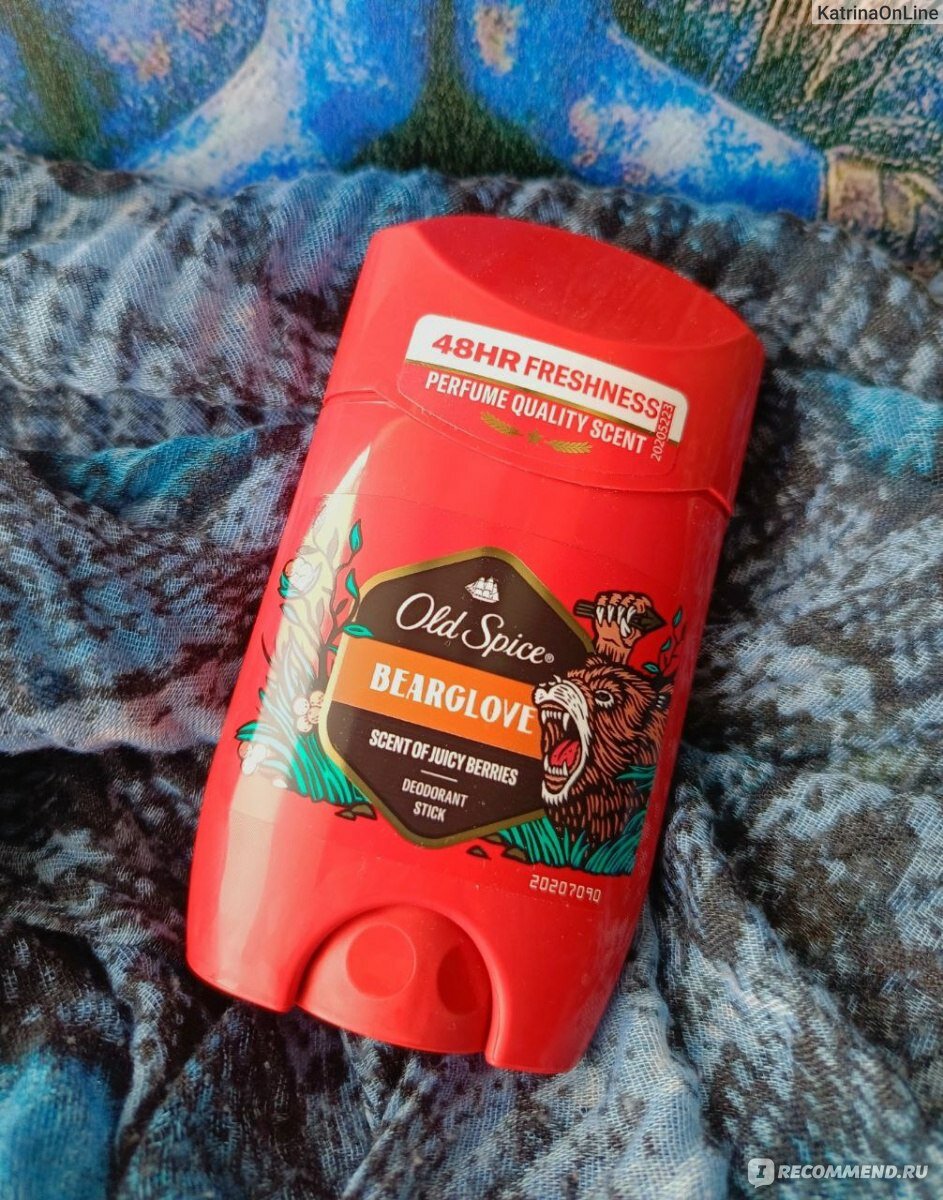 KatrinaOnLine
48HR FRESHNESS
PERFUME QUALITY SCENT
20205223
Old Spice®
BEARGLOVE
SCENT OF JUICY BERRIES
DEODORANT
STICK
20207090
I RECOMMEND.RU